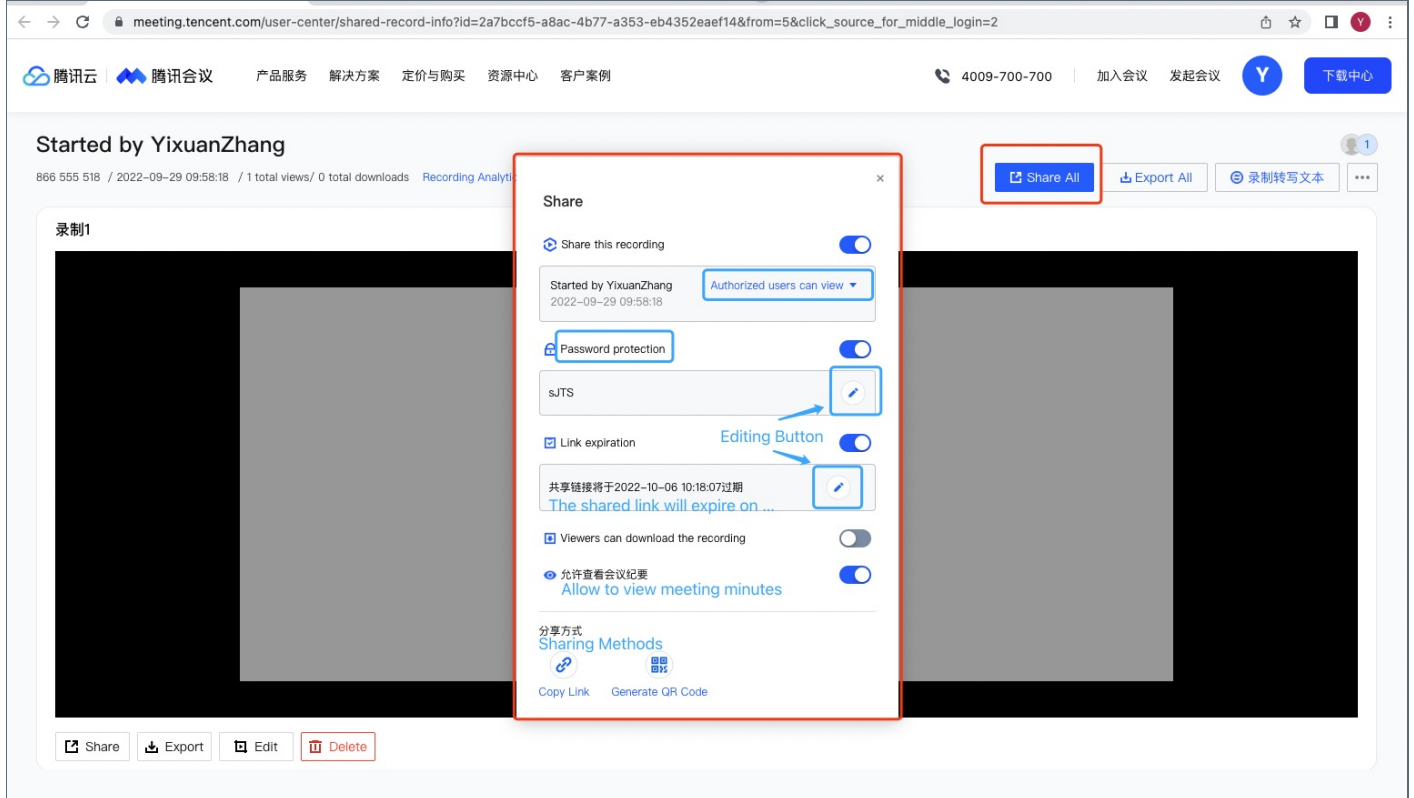 meeting.tencent.com/user-center/shared-record-info?id=2a7bccf5-a8ac-4b77-a353-eb4352eaef14&from=5&click_source_for_middle_login=2
Y
腾讯云 腾讯会议 产品服务 解决方案 定价与购买 资源中心 客户案例 4009-700-700 加入会议 发起会议 Y 下载中心
Started by YixuanZhang
1
866 555 518 / 2022-09-29 09:58:18 / 1 total views/ 0 total downloads Recording Analyti
Share All Export All 录制转写文本
录制1
Share
Share this recording
Started by YixuanZhang Authorized users can view
2022-09-29 09:58:18
Password protection
sJTS
Editing Button
Link expiration
共享链接将于2022-10-06 10:18:07过期
The shared link will expire on ...
Viewers can download the recording
允许查看会议纪要
Allow to view meeting minutes
分享方式
Sharing Methods
Copy Link Generate QR Code
Share Export Edit Delete